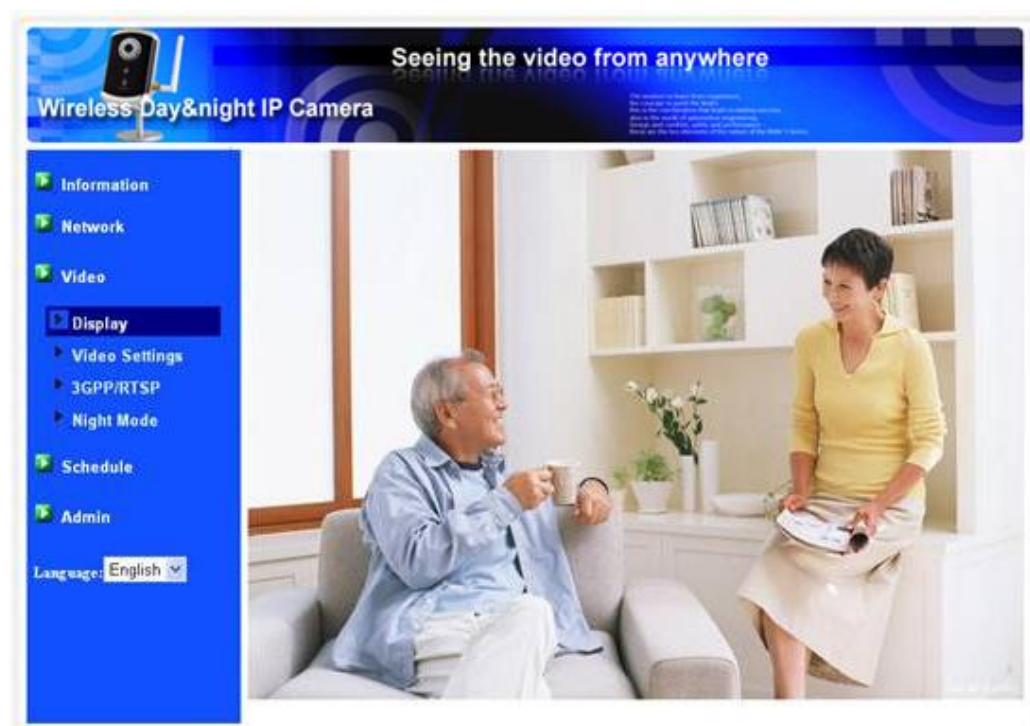 Seeing the video from anywhere
Wireless Day&night IP Camera
Information
Network
Video
Display
Video Settings
3GPP/RTSP
Night Mode
Schedule
Admin
Language: English